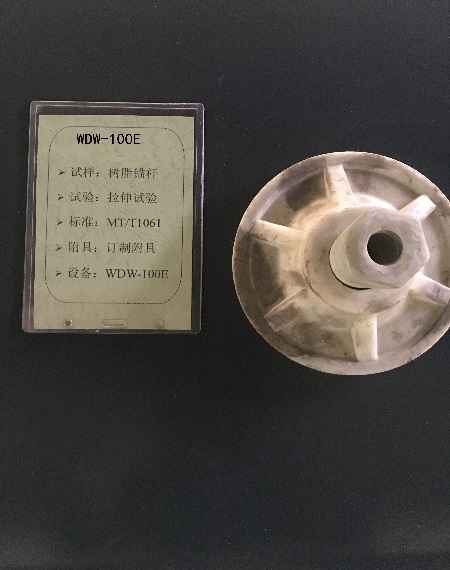 WDW-100E
➢ 试样：树脂锚杆
➢ 试验：拉伸试验
➢ 标准：MT/T1061
➢ 附具：订制附具
➢ 设备：WDW-100E